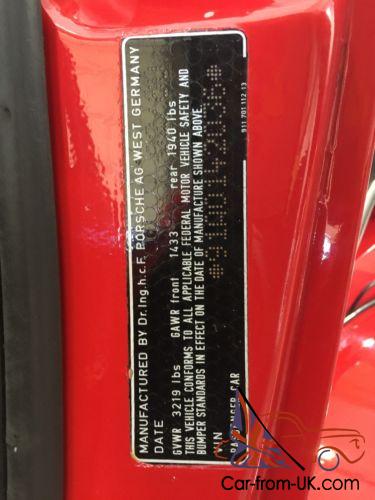 MANUFACTURED BY Dr.Ing.h.c.F. PORSCHE AG WEST GERMANY
DATE
GVWR 3219 lbs GAWR front 1433 rear 1940 lbs
THIS VEHICLE CONFORMS TO ALL APPLICABLE FEDERAL MOTOR VEHICLE SAFETY AND
BUMPER STANDARDS IN EFFECT ON THE DATE OF MANUFACTURE SHOWN ABOVE.
VIN
PASSENGER CAR
911 701 112 13
Car-from-UK.com